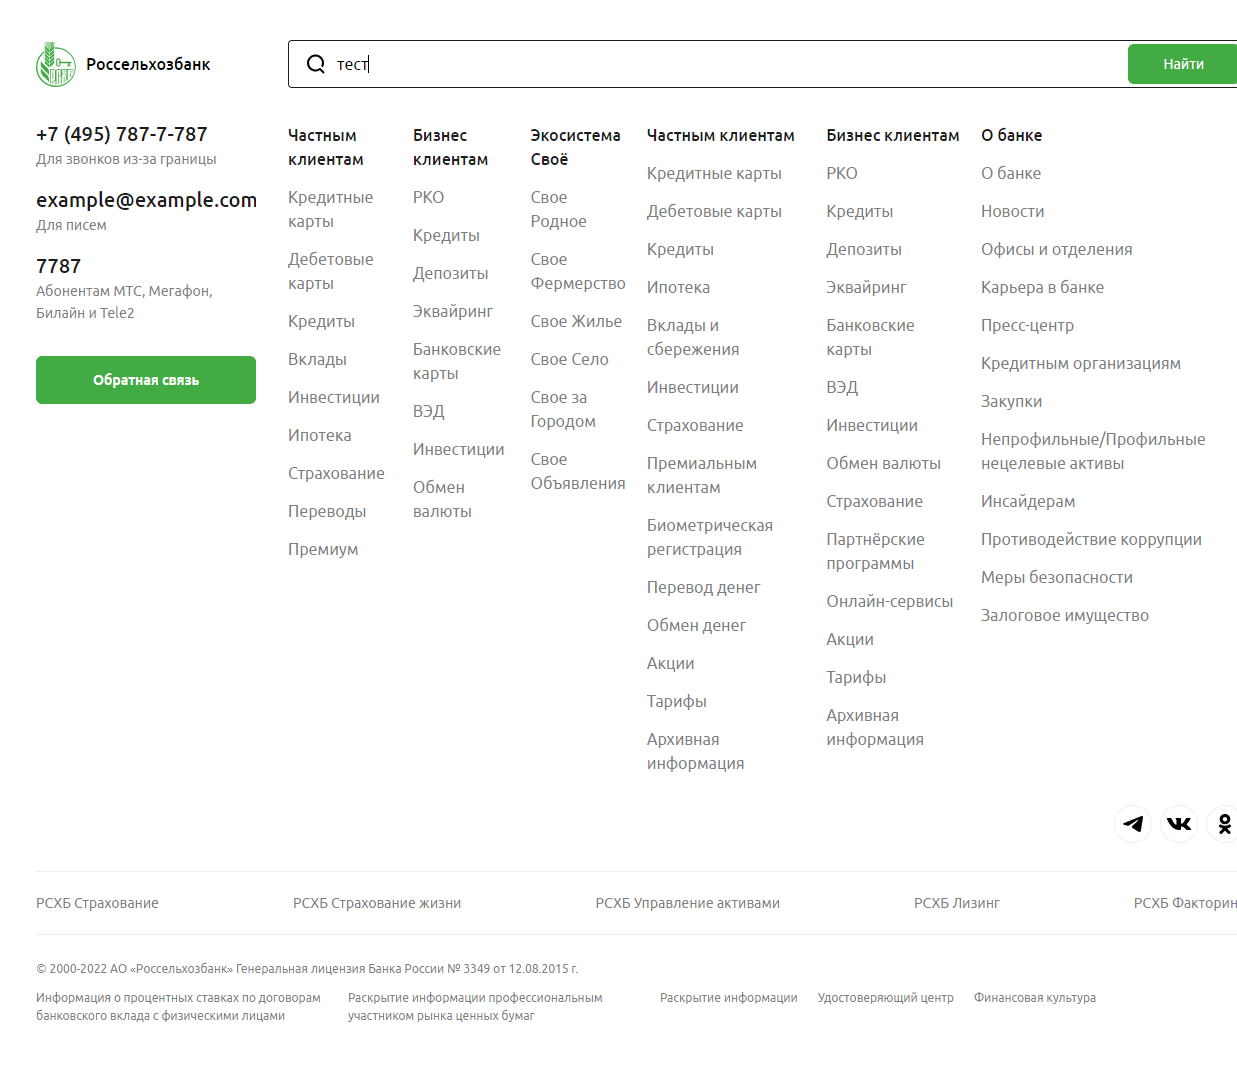 Россельхозбанк
тест
Найти
+7 (495) 787-7-787
Для звонков из-за границы
example@example.com
Для писем
7787
Абонентам МТС, Мегафон,
Билайн и Tele2
Обратная связь
Частным
клиентам
Кредитные
карты
Дебетовые
карты
Кредиты
Вклады
Инвестиции
Ипотека
Страхование
Переводы
Премиум
Бизнес
клиентам
РКО
Кредиты
Депозиты
Эквайринг
Банковские
карты
ВЭД
Инвестиции
Обмен
валюты
Экосистема
Своё
Свое
Родное
Свое
Фермерство
Свое Жилье
Свое Село
Свое за
Городом
Свое
Объявления
Частным клиентам
Кредитные карты
Дебетовые карты
Кредиты
Ипотека
Вклады и
сбережения
Инвестиции
Страхование
Премиальным
клиентам
Биометрическая
регистрация
Перевод денег
Обмен денег
Акции
Тарифы
Архивная
информация
Бизнес клиентам
РКО
Кредиты
Депозиты
Эквайринг
Банковские
карты
ВЭД
Инвестиции
Обмен валюты
Страхование
Партнёрские
программы
Онлайн-сервисы
Акции
Тарифы
Архивная
информация
О банке
О банке
Новости
Офисы и отделения
Карьера в банке
Пресс-центр
Кредитным организациям
Закупки
Непрофильные/Профильные
нецелевые активы
Инсайдерам
Противодействие коррупции
Меры безопасности
Залоговое имущество
РСХБ Страхование
РСХБ Страхование жизни
РСХБ Управление активами
РСХБ Лизинг
РСХБ Факторин
© 2000-2022 АО «Россельхозбанк» Генеральная лицензия Банка России № 3349 от 12.08.2015 г.
Информация о процентных ставках по договорам
банковского вклада с физическими лицами
Раскрытие информации профессиональным
участником рынка ценных бумаг
Раскрытие информации
Удостоверяющий центр
Финансовая культура